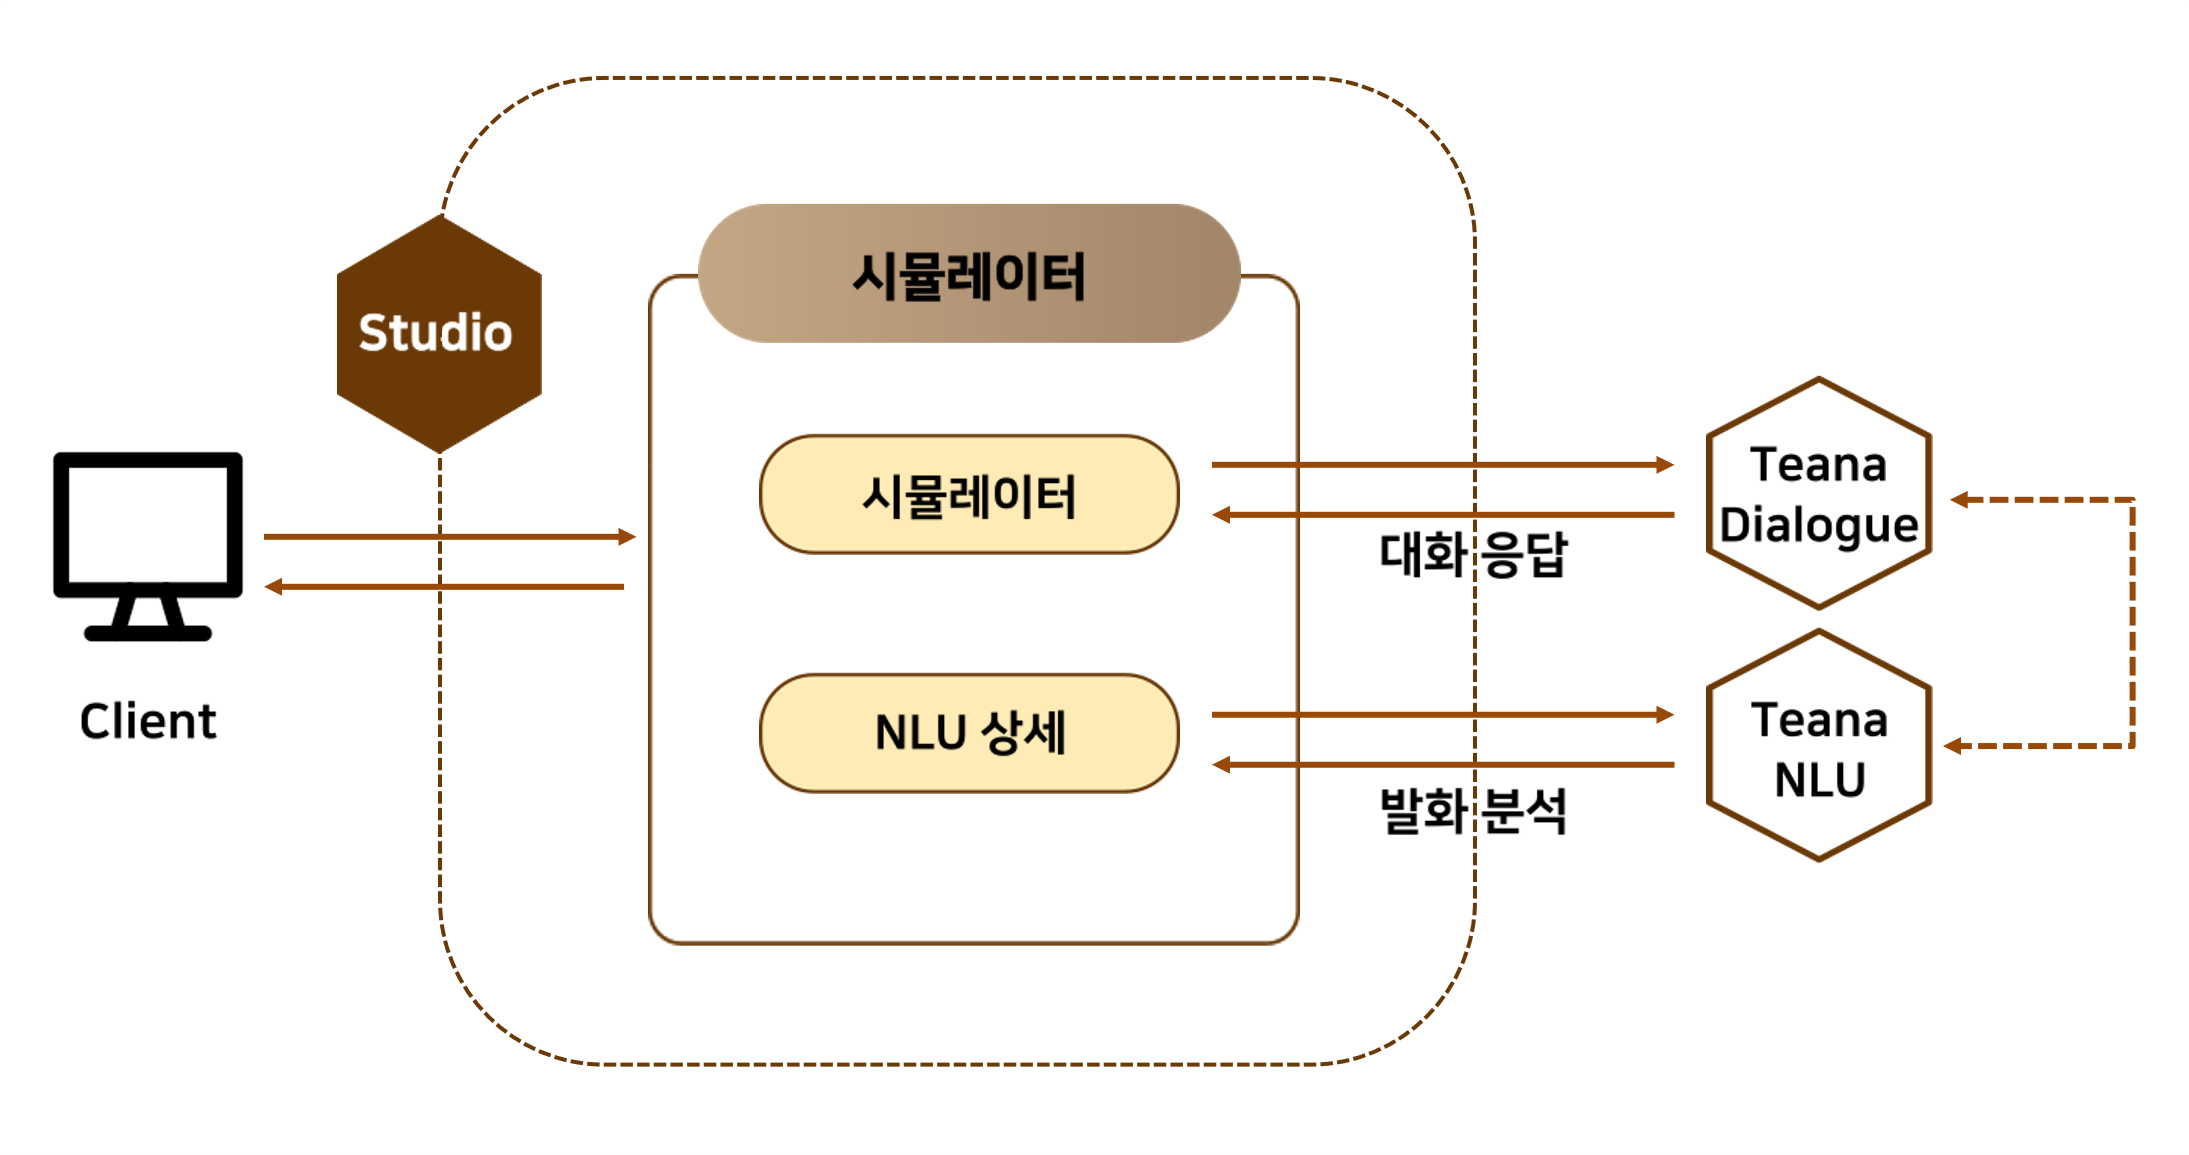 시뮬레이터
Studio
시뮬레이터
Teana
Dialogue
대화 응답
Client
NLU 상세
Teana
NLU
발화 분석